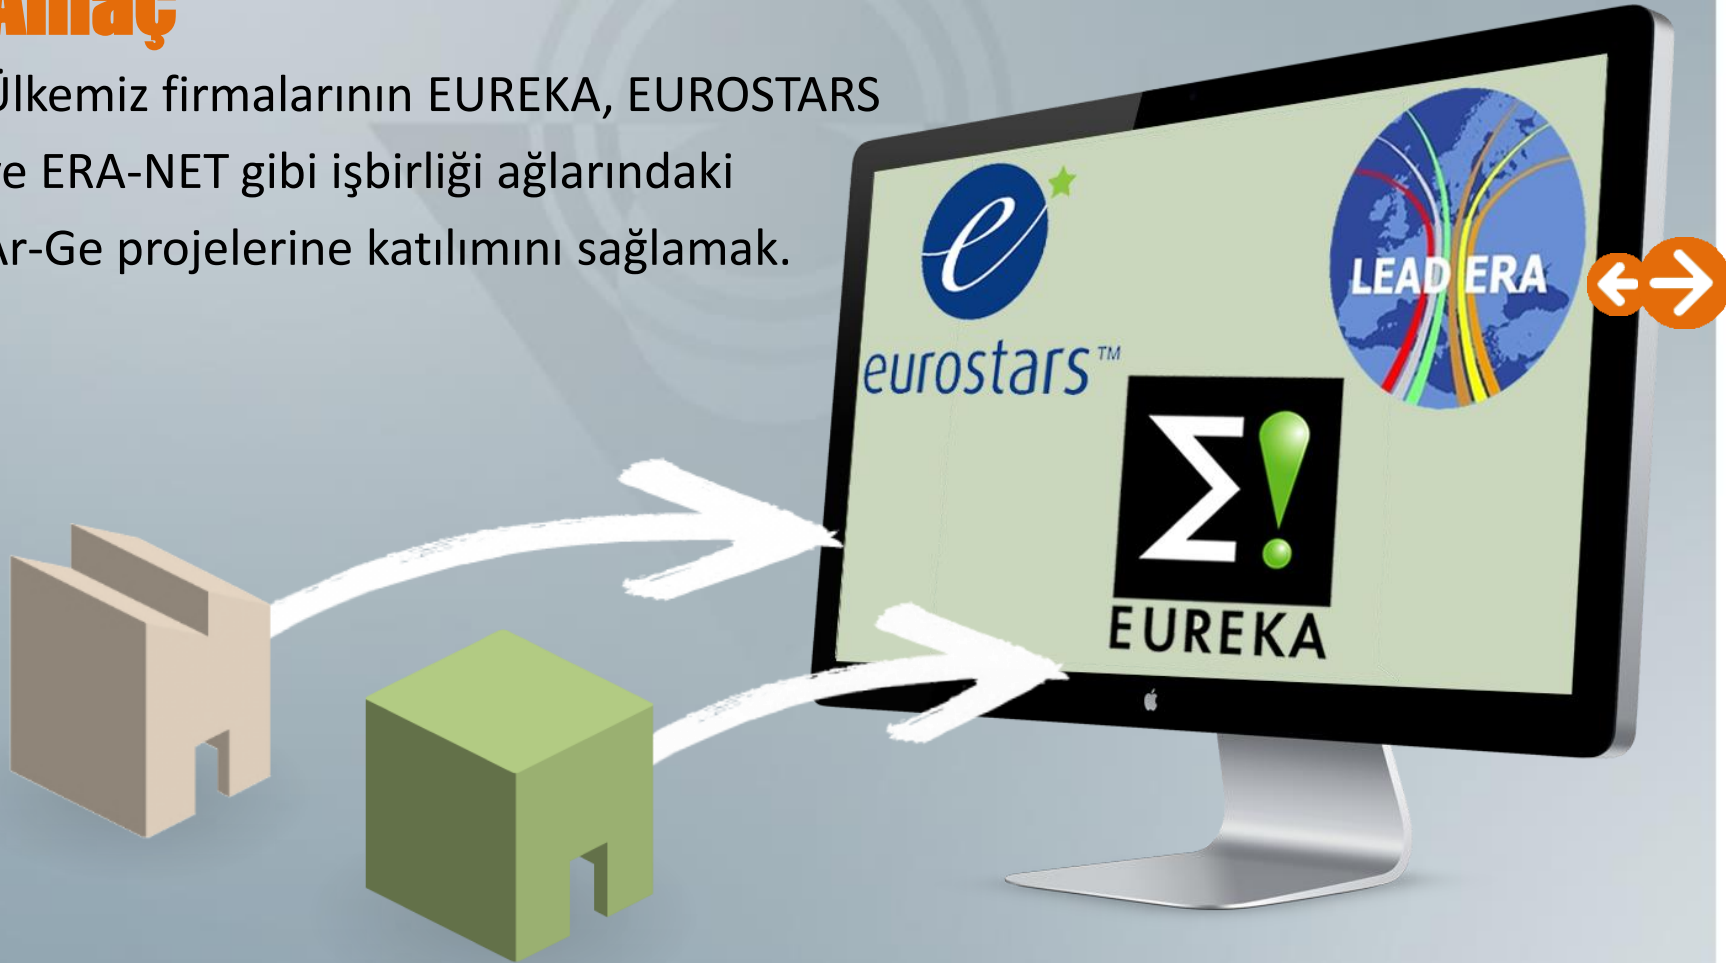 Amaç
Ülkemiz firmalarının EUREKA, EUROSTARS
ve ERA-NET gibi işbirliği ağlarındaki
Ar-Ge projelerine katılımını sağlamak.
e
eurostars™
LEAD ERA
Σ!
EUREKA